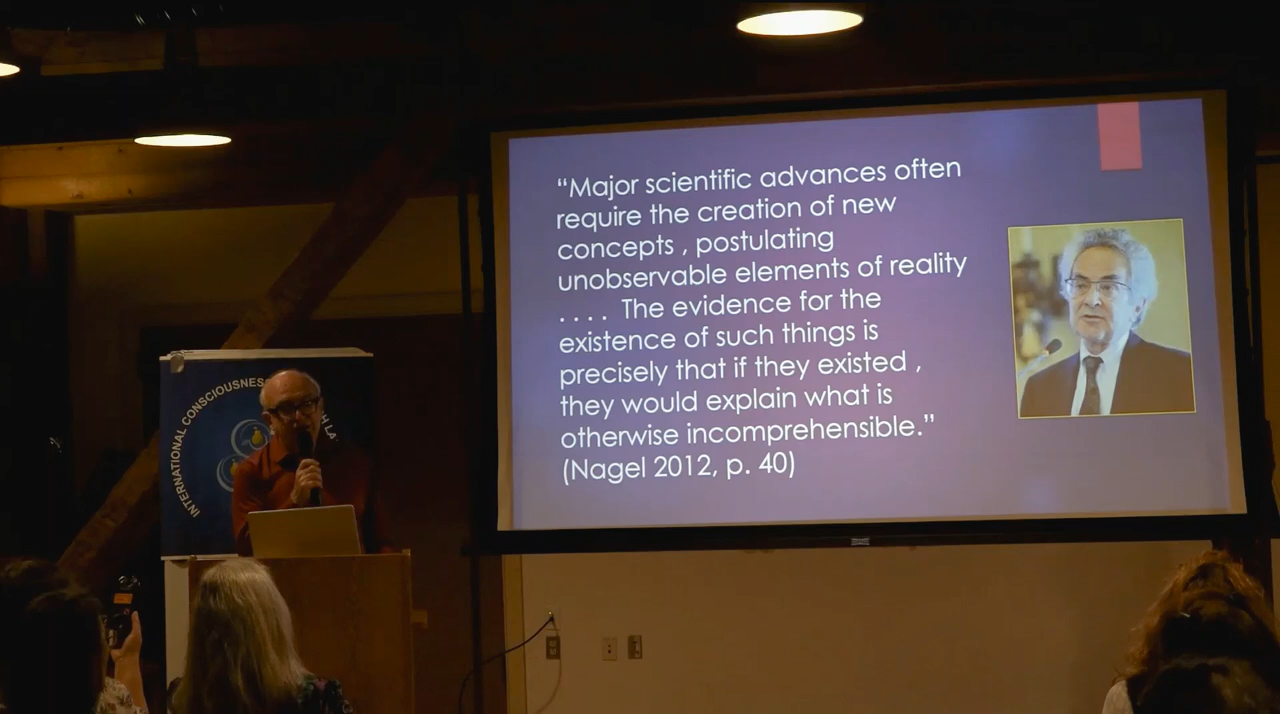 “Major scientific advances often
require the creation of new
concepts , postulating
unobservable elements of reality
. . . . The evidence for the
existence of such things is
precisely that if they existed ,
they would explain what is
otherwise incomprehensible.”
(Nagel 2012, p. 40)
INTERNATIONAL CONSCIOUSNES